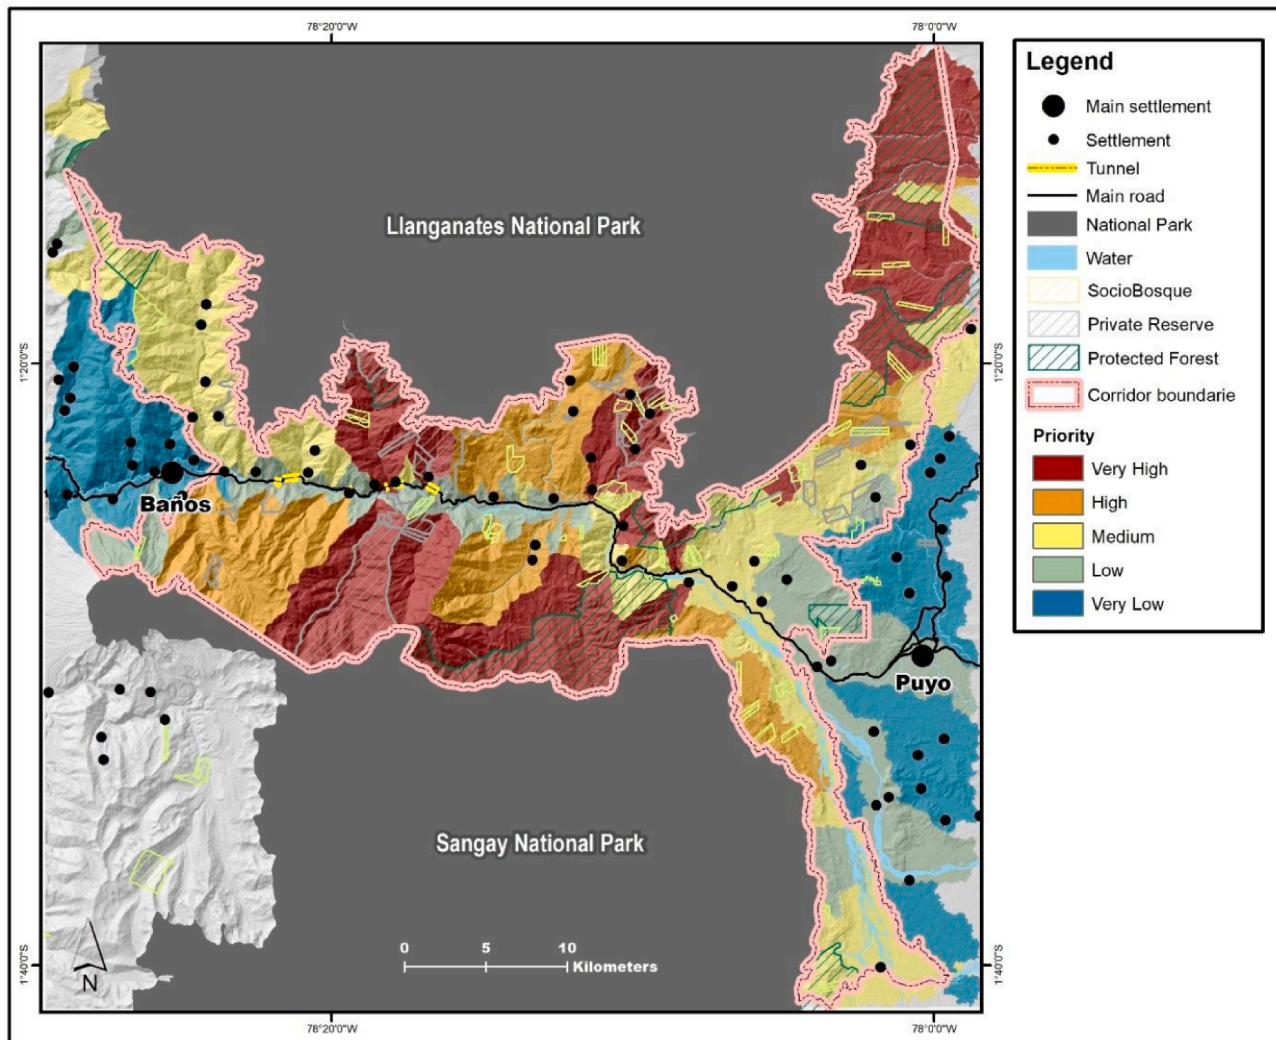 78°20'0"W
78°0'0"W
Legend
Main settlement
Settlement
Tunnel
Main road
National Park
Water
SocioBosque
Private Reserve
Protected Forest
Corridor boundarie
Priority
Very High
High
Medium
Low
Very Low
Llanganates National Park
1°20'0"S
1°20'0"S
Baños
Puyo
Sangay National Park
0 5 10
Kilometers
N
1°40'0"S
1°40'0"S
78°20'0"W
78°0'0"W